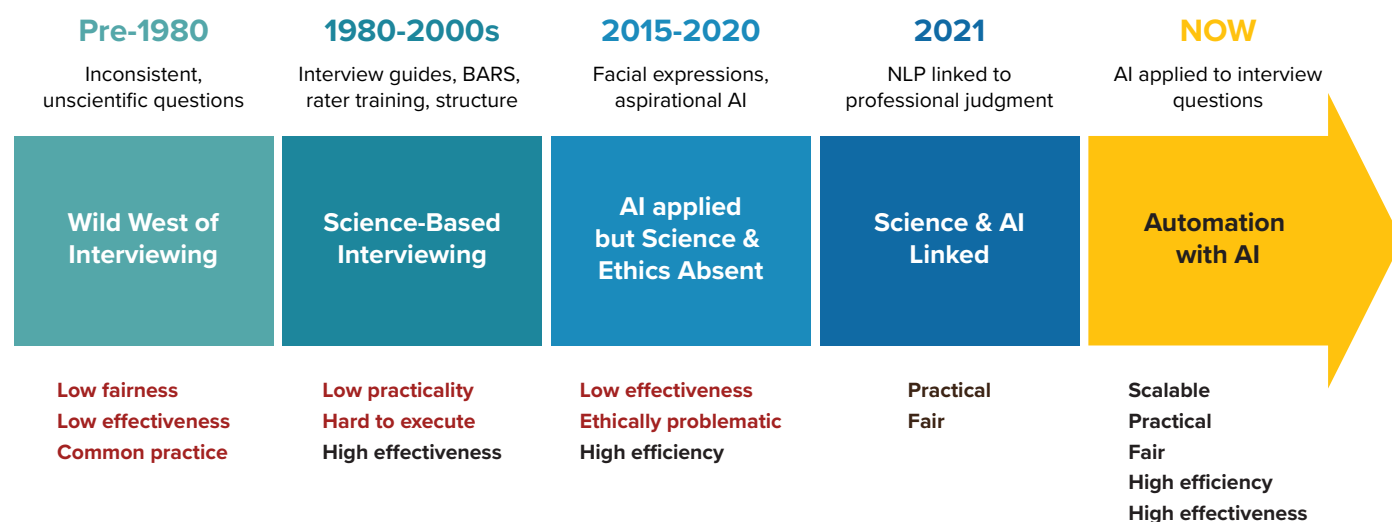 Pre-1980
Inconsistent,
unscientific questions
Wild West of
Interviewing
Low fairness
Low effectiveness
Common practice
1980-2000s
Interview guides, BARS,
rater training, structure
Science-Based
Interviewing
Low practicality
Hard to execute
High effectiveness
2015-2020
Facial expressions,
aspirational AI
AI applied
but Science &
Ethics Absent
Low effectiveness
Ethically problematic
High efficiency
2021
NLP linked to
professional judgment
Science & AI
Linked
Practical
Fair
NOW
AI applied to interview
questions
Automation
with AI
Scalable
Practical
Fair
High efficiency
High effectiveness